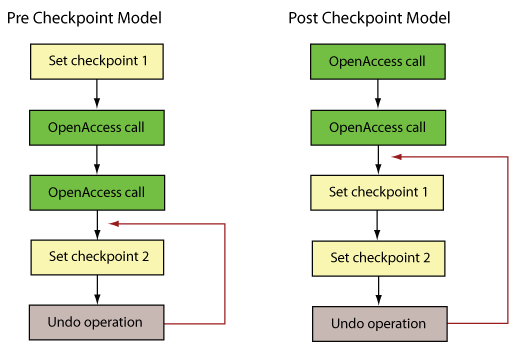 Pre Checkpoint Model
Set checkpoint 1
OpenAccess call
OpenAccess call
Set checkpoint 2
Undo operation
Post Checkpoint Model
OpenAccess call
OpenAccess call
Set checkpoint 1
Set checkpoint 2
Undo operation